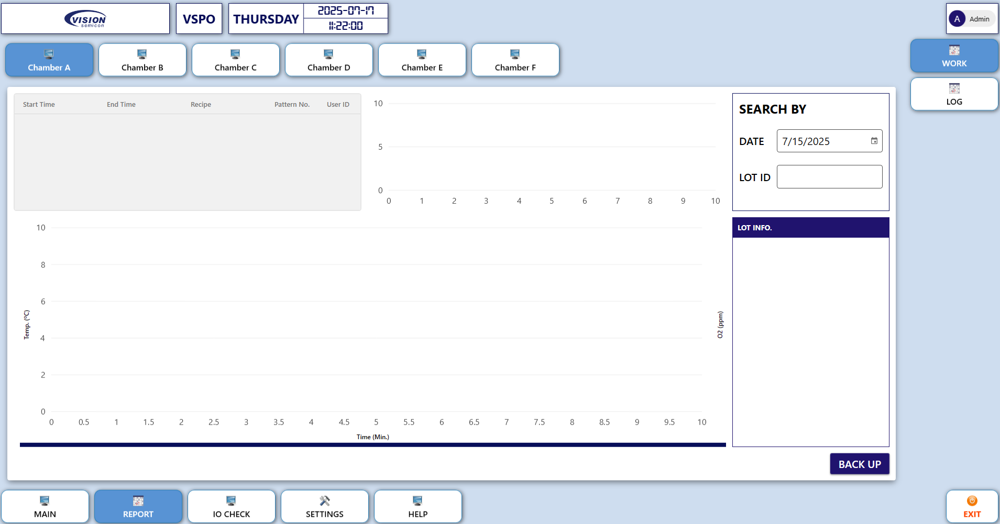 VISION
semicon
VSPO
THURSDAY
2025-07-17
11:22:00
A
Admin
Chamber A
Chamber B
Chamber C
Chamber D
Chamber E
Chamber F
WORK
LOG
Start Time
End Time
Recipe
Pattern No.
User ID
10
5
0
0 1 2 3 4 5 6 7 8 9 10
SEARCH BY
DATE
7/15/2025
LOT ID
LOT INFO.
10
8
6
4
2
0
Temp. (ºC)
O2 (ppm)
0 0.5 1 1.5 2 2.5 3 3.5 4 4.5 5 5.5 6 6.5 7 7.5 8 8.5 9 9.5 10
Time (Min.)
BACK UP
MAIN
REPORT
IO CHECK
SETTINGS
HELP
EXIT